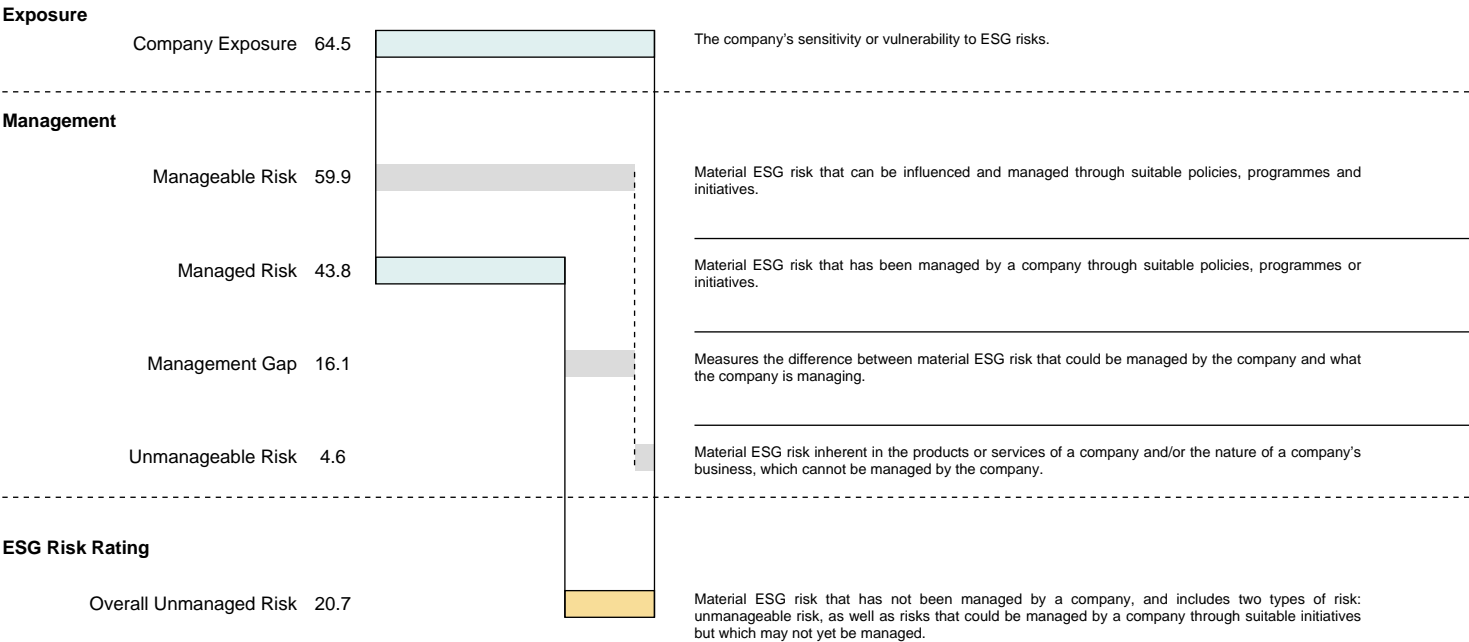 Exposure
Company Exposure 64.5
The company’s sensitivity or vulnerability to ESG risks.
Management
Manageable Risk 59.9
Material ESG risk that can be influenced and managed through suitable policies, programmes and
initiatives.
Managed Risk 43.8
Material ESG risk that has been managed by a company through suitable policies, programmes or
initiatives.
Management Gap 16.1
Measures the difference between material ESG risk that could be managed by the company and what
the company is managing.
Unmanageable Risk 4.6
Material ESG risk inherent in the products or services of a company and/or the nature of a company’s
business, which cannot be managed by the company.
ESG Risk Rating
Overall Unmanaged Risk 20.7
Material ESG risk that has not been managed by a company, and includes two types of risk:
unmanageable risk, as well as risks that could be managed by a company through suitable initiatives
but which may not yet be managed.